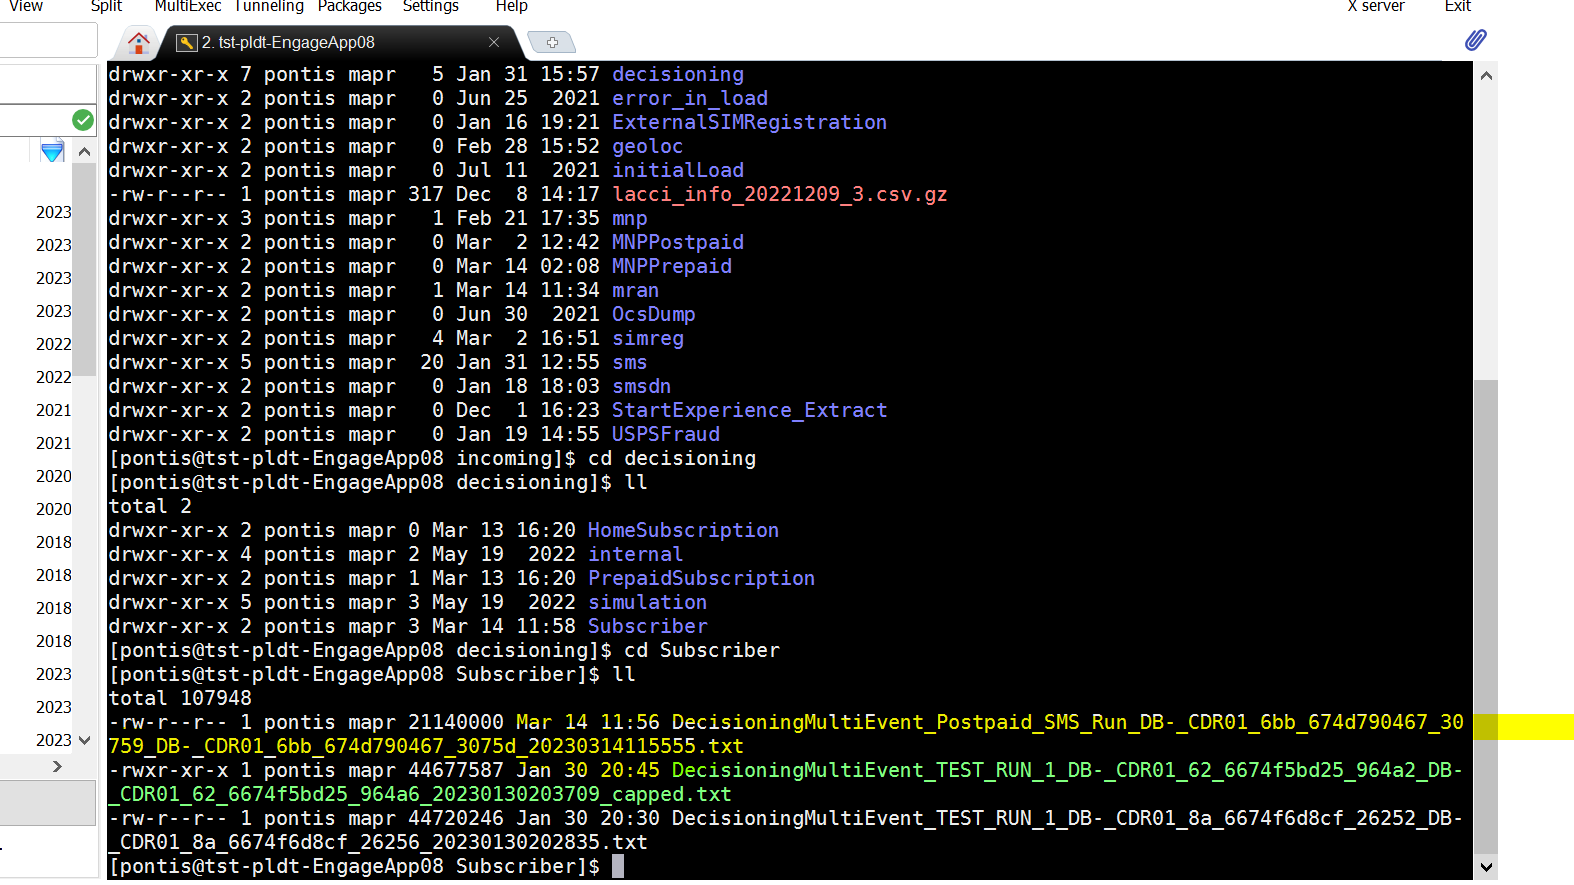 View Split MultiExec Tunneling Packages Settings Help X server Exit
2. tst-pldt-EngageApp08
drwxr-xr-x 7 pontis mapr   5 Jan 31 15:57 decisioning
drwxr-xr-x 2 pontis mapr   0 Jun 25  2021 error_in_load
drwxr-xr-x 2 pontis mapr   0 Jan 16 19:21 ExternalSIMRegistration
drwxr-xr-x 2 pontis mapr   0 Feb 28 15:52 geoloc
drwxr-xr-x 2 pontis mapr   0 Jul 11  2021 initialLoad
-rw-r--r-- 1 pontis mapr 317 Dec  8 14:17 lacci_info_20221209_3.csv.gz
drwxr-xr-x 3 pontis mapr   1 Feb 21 17:35 mnp
drwxr-xr-x 2 pontis mapr   0 Mar  2 12:42 MNPPostpaid
drwxr-xr-x 2 pontis mapr   0 Mar 14 02:08 MNPPrepaid
drwxr-xr-x 2 pontis mapr   1 Mar 14 11:34 mran
drwxr-xr-x 2 pontis mapr   0 Jun 30  2021 OcsDump
drwxr-xr-x 2 pontis mapr   4 Mar  2 16:51 simreg
drwxr-xr-x 5 pontis mapr  20 Jan 31 12:55 sms
drwxr-xr-x 2 pontis mapr   0 Jan 18 18:03 smsdn
drwxr-xr-x 2 pontis mapr   0 Dec  1 16:23 StartExperience_Extract
drwxr-xr-x 2 pontis mapr   0 Jan 19 14:55 USPSFraud
[pontis@tst-pldt-EngageApp08 incoming]$ cd decisioning
[pontis@tst-pldt-EngageApp08 decisioning]$ ll
total 2
drwxr-xr-x 2 pontis mapr 0 Mar 13 16:20 HomeSubscription
drwxr-xr-x 4 pontis mapr 2 May 19  2022 internal
drwxr-xr-x 2 pontis mapr 1 Mar 13 16:20 PrepaidSubscription
drwxr-xr-x 5 pontis mapr 3 May 19  2022 simulation
drwxr-xr-x 2 pontis mapr 3 Mar 14 11:58 Subscriber
[pontis@tst-pldt-EngageApp08 decisioning]$ cd Subscriber
[pontis@tst-pldt-EngageApp08 Subscriber]$ ll
total 107948
-rw-r--r-- 1 pontis mapr 21140000 Mar 14 11:56 DecisioningMultiEvent_Postpaid_SMS_Run_DB-_CDR01_6bb_674d790467_30
759_DB-_CDR01_6bb_674d790467_3075d_20230314115555.txt
-rwxr-xr-x 1 pontis mapr 44677587 Jan 30 20:45 DecisioningMultiEvent_TEST_RUN_1_DB-_CDR01_62_6674f5bd25_964a2_DB-
_CDR01_62_6674f5bd25_964a6_20230130203709_capped.txt
-rw-r--r-- 1 pontis mapr 44720246 Jan 30 20:30 DecisioningMultiEvent_TEST_RUN_1_DB-_CDR01_8a_6674f6d8cf_26252_DB-
_CDR01_8a_6674f6d8cf_26256_20230130202835.txt
[pontis@tst-pldt-EngageApp08 Subscriber]$
2023
2023
2023
2023
2022
2022
2021
2021
2020
2020
2018
2018
2018
2018
2023
2023
2023